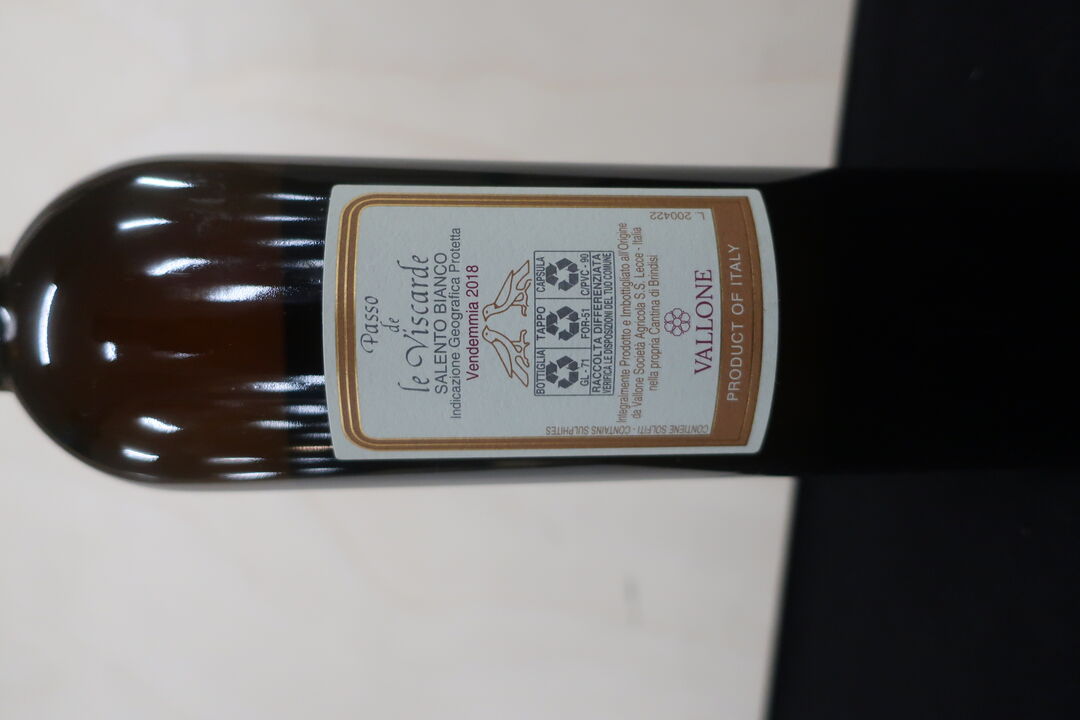 Passo
de
le Viscarde
SALENTO BIANCO
Indicazione Geografica Protetta
Vendemmia 2018
BOTTIGLIA TAPPO CAPSULA
GL - 71 FOR-51 C/PVC - 90
RACCOLTA DIFFERENZIATA
VERIFICA LE DISPOSIZIONI DEL TUO COMUNE
Integralmente Prodotto e Imbottigliato all'Origine
da Vallone Società Agricola S.S. Lecce - Italia
nella propria Cantina di Brindisi
VALLONE
PRODUCT OF ITALY
CONTIENE SOLFITI - CONTAINS SULPHITES
L. 200422